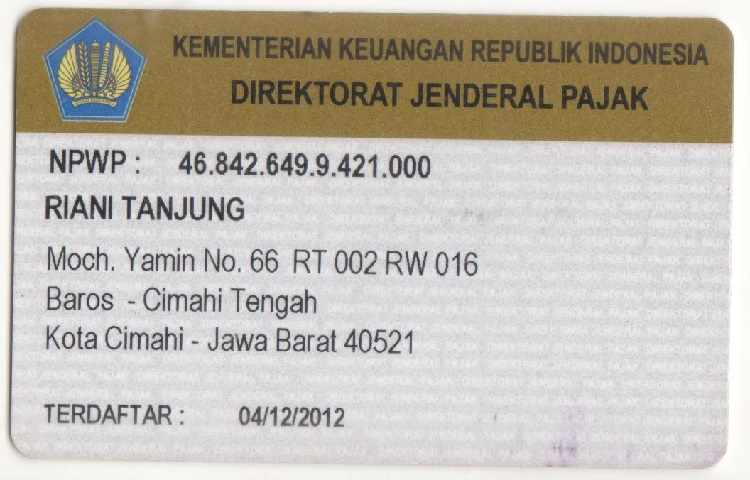 KEMENTERIAN KEUANGAN REPUBLIK INDONESIA
DIREKTORAT JENDERAL PAJAK
NPWP : 46.842.649.9.421.000
RIANI TANJUNG
Moch. Yamin No. 66 RT 002 RW 016
Baros - Cimahi Tengah
Kota Cimahi - Jawa Barat 40521
TERDAFTAR : 04/12/2012